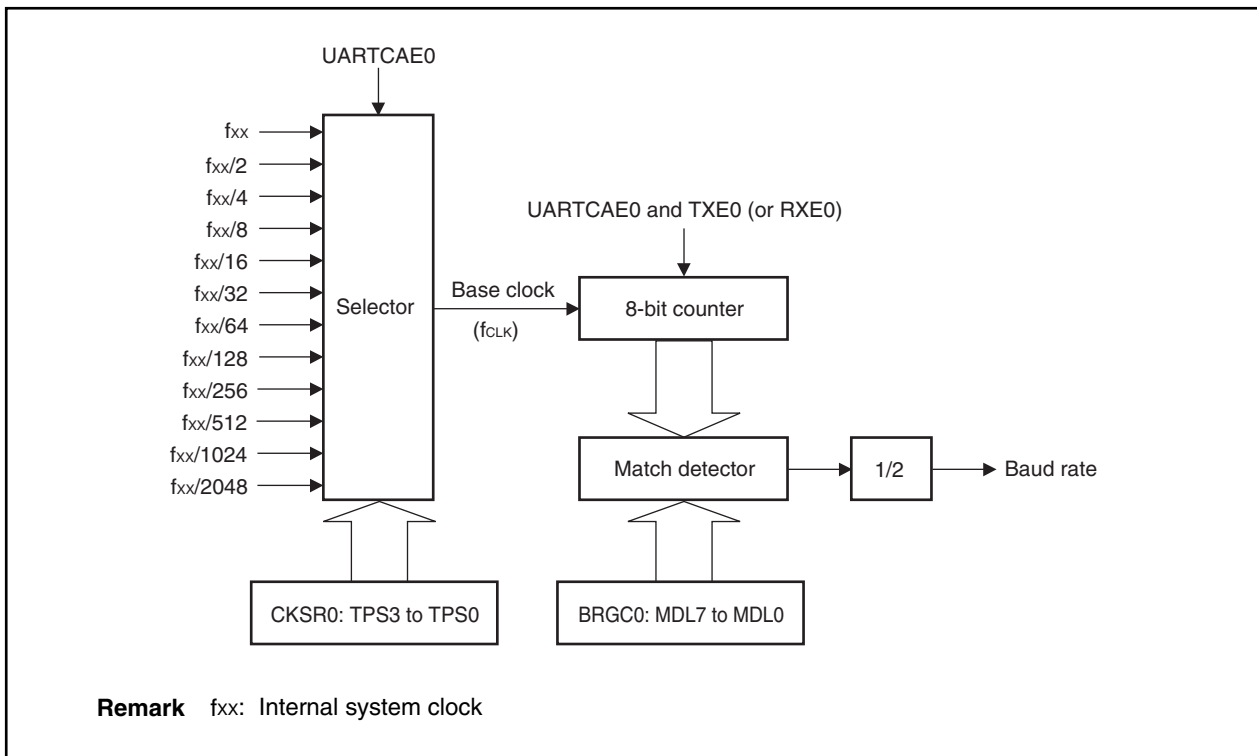 UARTCAE0
fxx
fxx/2
fxx/4
fxx/8
fxx/16
fxx/32
fxx/64
fxx/128
fxx/256
fxx/512
fxx/1024
fxx/2048
Selector
Base clock
(fCLK)
UARTCAE0 and TXE0 (or RXE0)
8-bit counter
Match detector
1/2
Baud rate
CKSR0: TPS3 to TPS0
BRGC0: MDL7 to MDL0
Remark fxx: Internal system clock